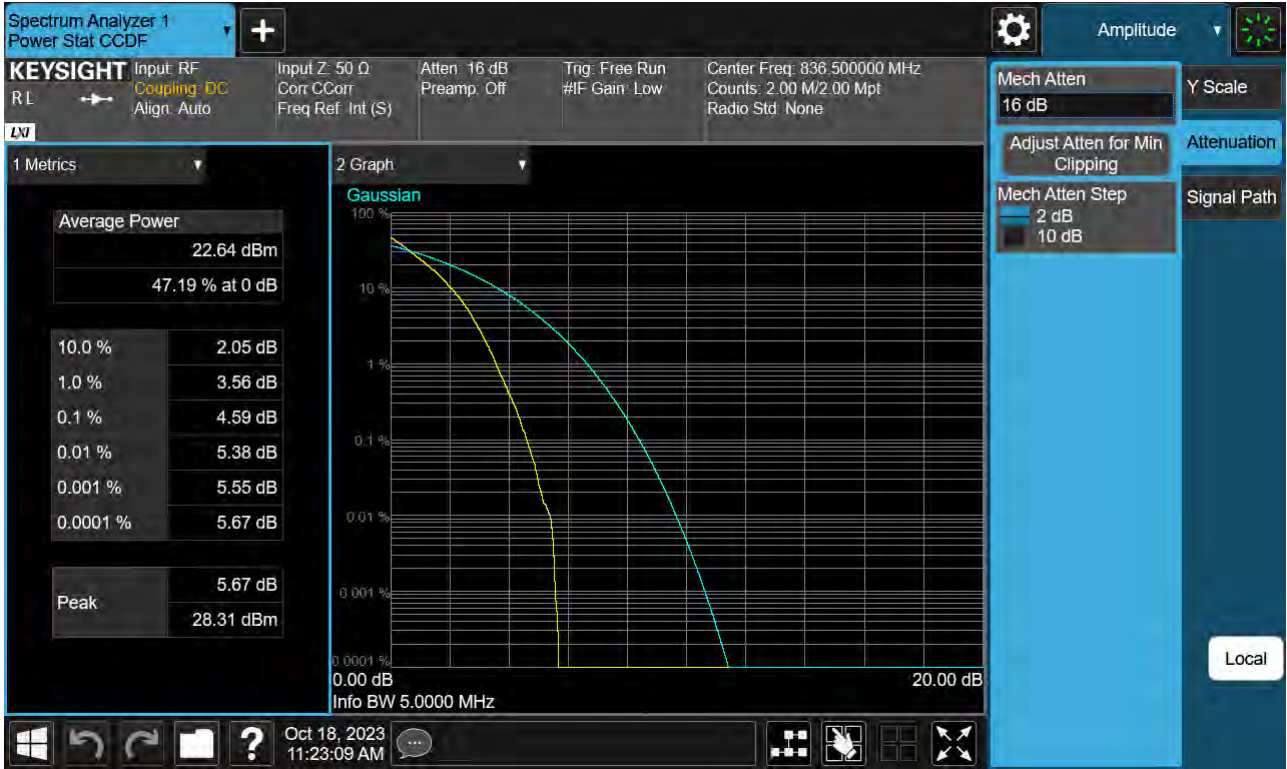 Spectrum Analyzer 1
Power Stat CCDF
+
Amplitude
KEYSIGHT
R L
LXI
Input: RF
Coupling: DC
Align: Auto
Input Z: 50 Ω
Corr CCorr
Freq Ref: Int (S)
Atten: 16 dB
Preamp: Off
Trig: Free Run
#IF Gain: Low
Center Freq: 836.500000 MHz
Counts: 2.00 M/2.00 Mpt
Radio Std: None
1 Metrics
Average Power
22.64 dBm
47.19 % at 0 dB
10.0 % 2.05 dB
1.0 % 3.56 dB
0.1 % 4.59 dB
0.01 % 5.38 dB
0.001 % 5.55 dB
0.0001 % 5.67 dB
Peak
5.67 dB
28.31 dBm
2 Graph
Gaussian
100 %
10 %
1 %
0.1 %
0.01 %
0.001 %
0.0001 %
0.00 dB 20.00 dB
Info BW 5.0000 MHz
Mech Atten
16 dB
Adjust Atten for Min
Clipping
Mech Atten Step
2 dB
10 dB
Y Scale
Attenuation
Signal Path
Local
?
Oct 18, 2023
11:23:09 AM